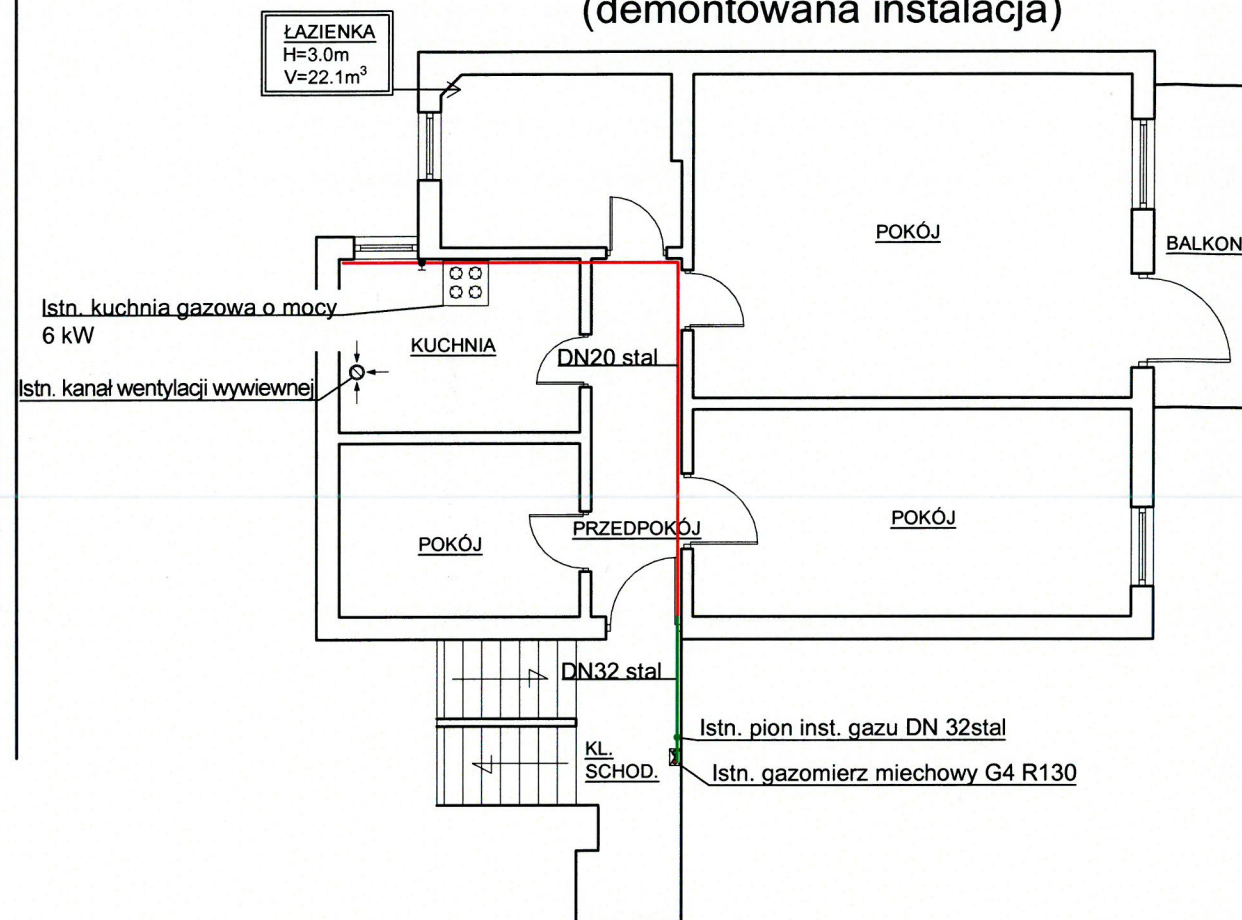 (demontowana instalacja)
ŁAZIENKA
H=3.0m
V=22.1m³
POKÓJ
BALKON
Istn. kuchnia gazowa o mocy
6 kW
KUCHNIA
DN20 stal
Istn. kanał wentylacji wywiewnej
POKÓJ
PRZEDPOKÓJ
POKÓJ
DN32 stal
Istn. pion inst. gazu DN 32stal
KL.
SCHOD.
Istn. gazomierz miechowy G4 R130